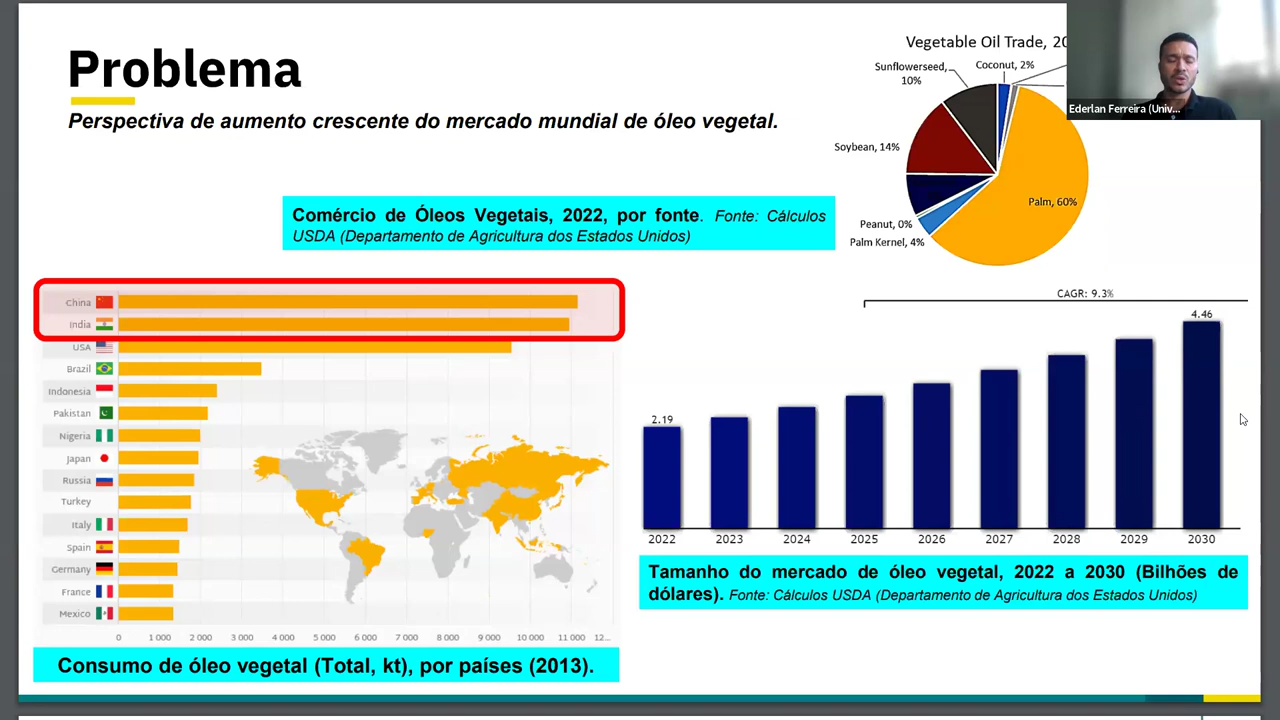 Problema
Perspectiva de aumento crescente do mercado mundial de óleo vegetal.
Vegetable Oil Trade, 20
Sunflowerseed,
10%
Coconut, 2%
Soybean, 14%
Palm, 60%
Peanut, 0%
Palm Kernel, 4%
Ederlan Ferreira (Univ...
Comércio de Óleos Vegetais, 2022, por fonte. Fonte: Cálculos
USDA (Departamento de Agricultura dos Estados Unidos)
China
India
USA
Brazil
Indonesia
Pakistan
Nigeria
Japan
Russia
Turkey
Italy
Spain
Germany
France
Mexico
0 1 000 2 000 3 000 4 000 5 000 6 000 7 000 8 000 9 000 10 000 11 000 12...
Consumo de óleo vegetal (Total, kt), por países (2013).
CAGR: 9.3%
4.46
2.19
2022 2023 2024 2025 2026 2027 2028 2029 2030
Tamanho do mercado de óleo vegetal, 2022 a 2030 (Bilhões de
dólares). Fonte: Cálculos USDA (Departamento de Agricultura dos Estados Unidos)